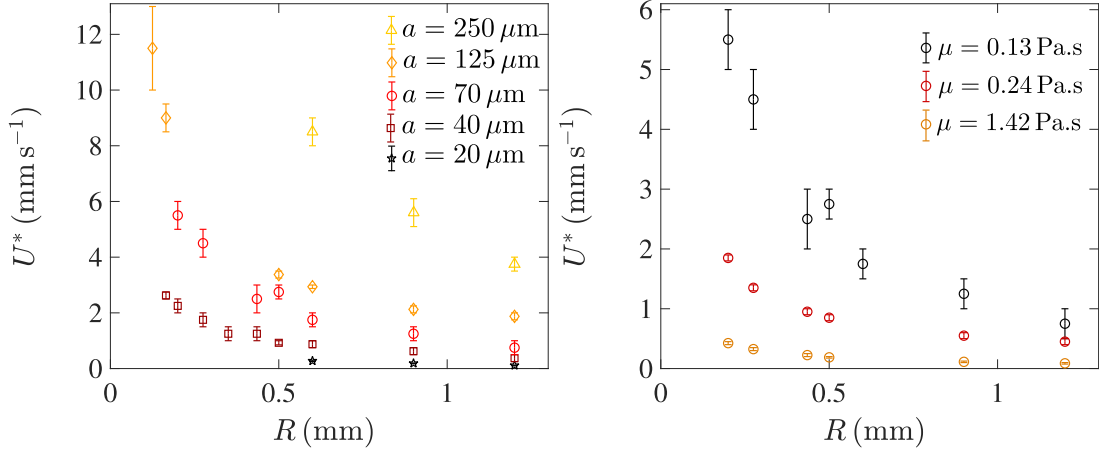 12
10
8
6
4
2
0
U* (mm s⁻¹)
0
0.5
1
R (mm)
a = 250 μm
a = 125 μm
a = 70 μm
a = 40 μm
a = 20 μm
6
5
4
3
2
1
0
U* (mm s⁻¹)
0
0.5
1
R (mm)
μ = 0.13 Pa.s
μ = 0.24 Pa.s
μ = 1.42 Pa.s